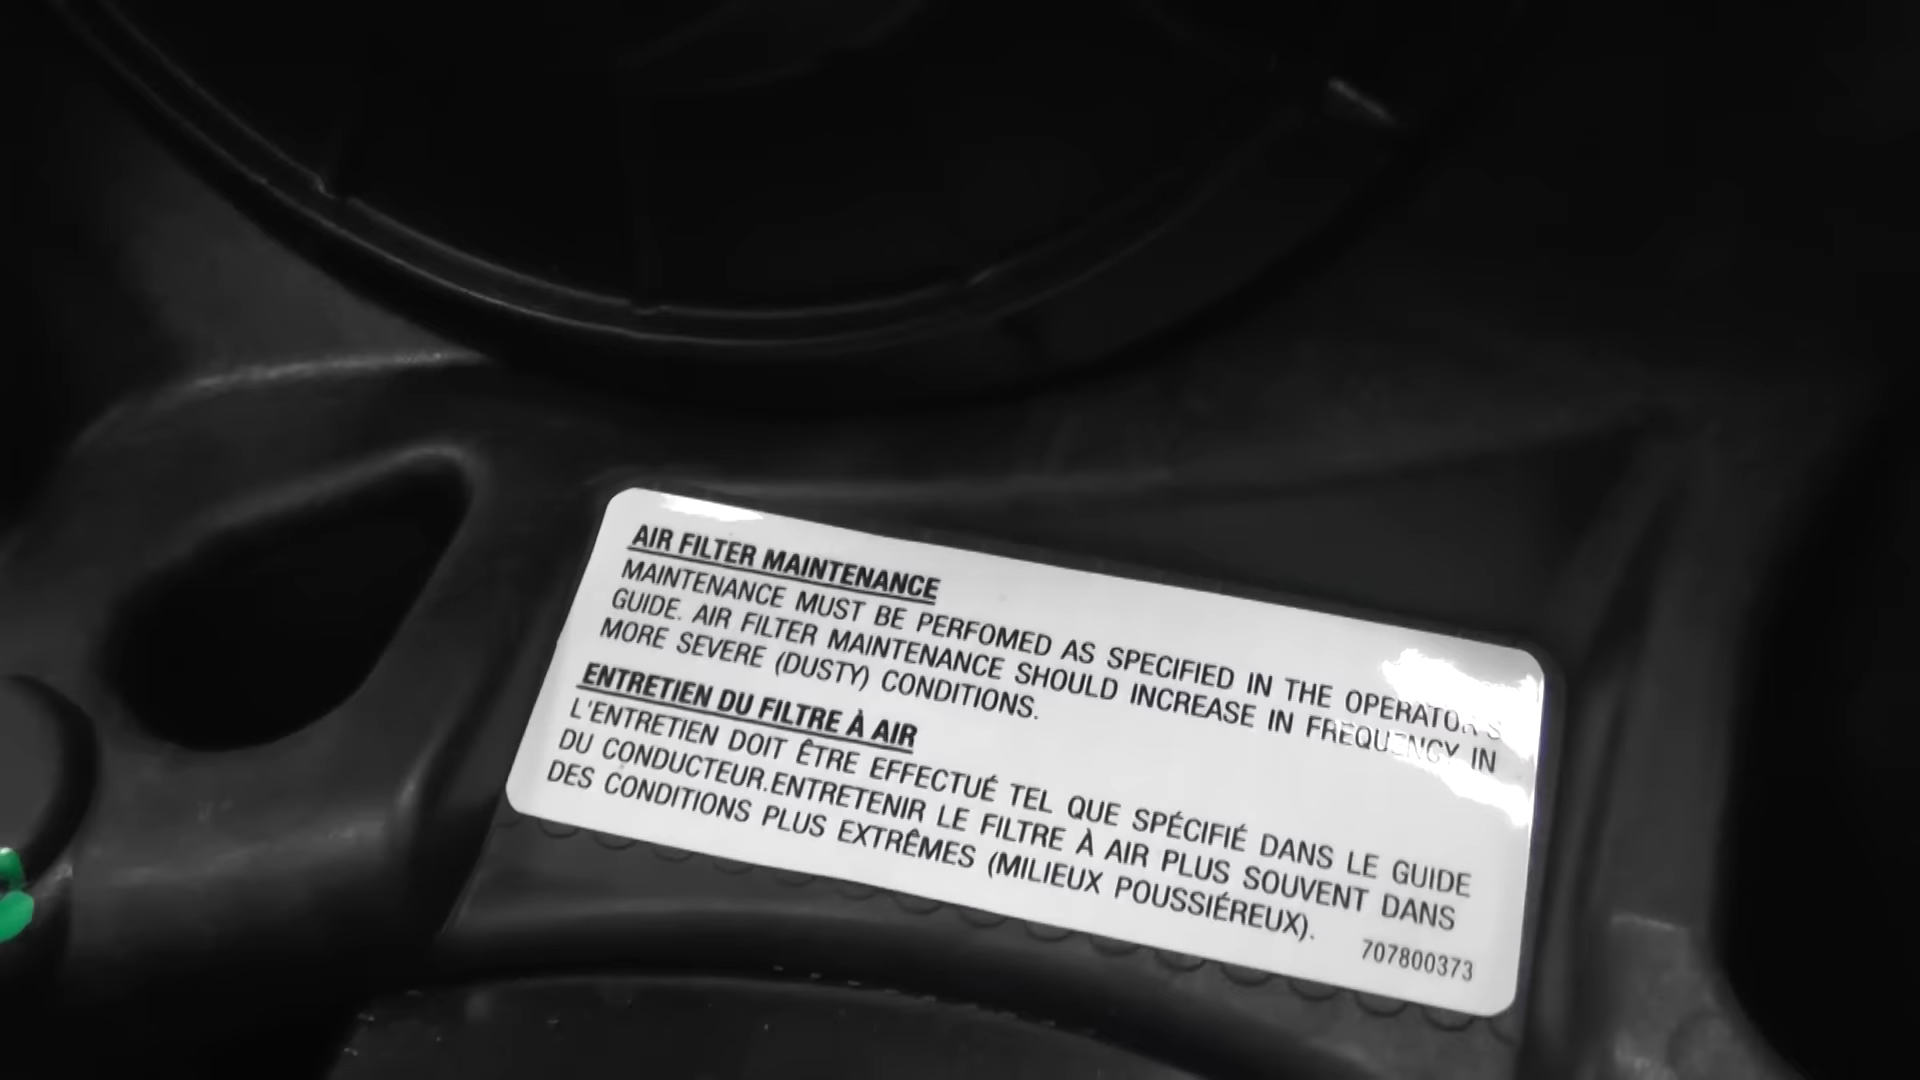 AIR FILTER MAINTENANCE
MAINTENANCE MUST BE PERFOMED AS SPECIFIED IN THE OPERATOR'S
GUIDE. AIR FILTER MAINTENANCE SHOULD INCREASE IN FREQUENCY IN
MORE SEVERE (DUSTY) CONDITIONS.
ENTRETIEN DU FILTRE À AIR
L'ENTRETIEN DOIT ÊTRE EFFECTUÉ TEL QUE SPÉCIFIÉ DANS LE GUIDE
DU CONDUCTEUR.ENTRETENIR LE FILTRE À AIR PLUS SOUVENT DANS
DES CONDITIONS PLUS EXTRÊMES (MILIEUX POUSSIÉREUX).
707800373